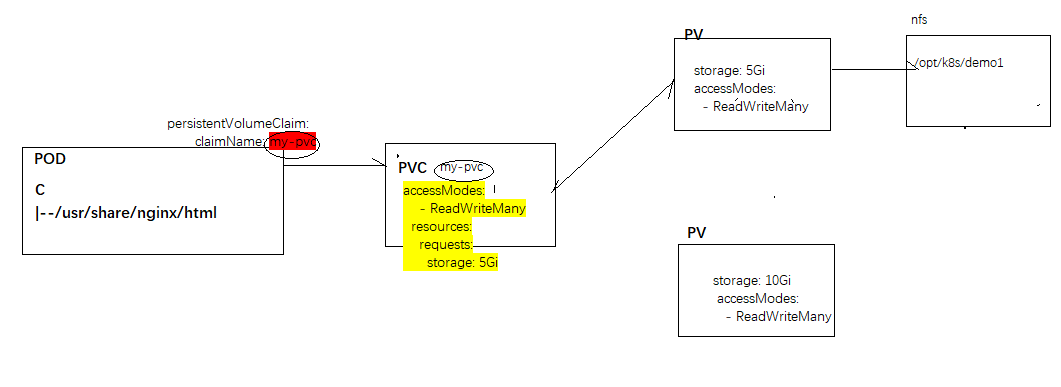 persistentVolumeClaim:
claimName: my-pvc
POD
C
|--/usr/share/nginx/html
PVC my-pvc
accessModes:
- ReadWriteMany
resources:
requests:
storage: 5Gi
PV
storage: 5Gi
accessModes:
- ReadWriteMany
nfs
/opt/k8s/demo1
PV
storage: 10Gi
accessModes:
- ReadWriteMany